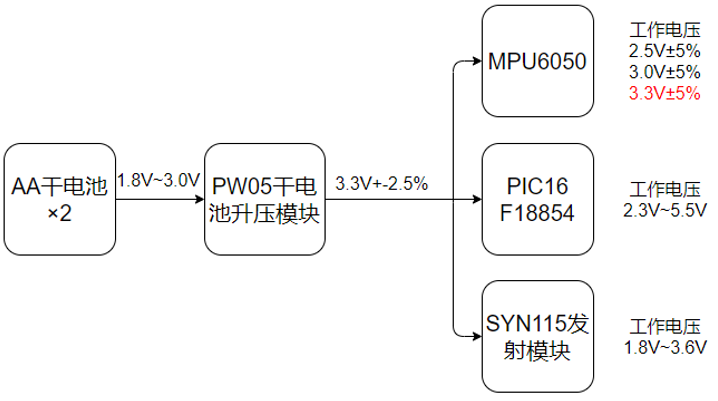 AA干电池
×2
1.8V~3.0V
PW05干电
池升压模块
3.3V+-2.5%
MPU6050
工作电压
2.5V±5%
3.0V±5%
3.3V±5%
PIC16
F18854
工作电压
2.3V~5.5V
SYN115发
射模块
工作电压
1.8V~3.6V